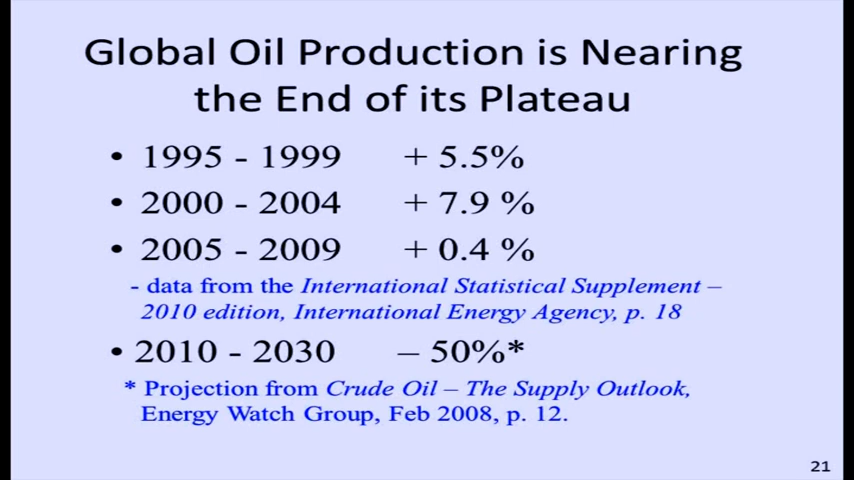 Global Oil Production is Nearing
the End of its Plateau
• 1995 - 1999 + 5.5%
• 2000 - 2004 + 7.9 %
• 2005 - 2009 + 0.4 %
- data from the International Statistical Supplement –
2010 edition, International Energy Agency, p. 18
• 2010 - 2030 – 50%*
* Projection from Crude Oil – The Supply Outlook,
Energy Watch Group, Feb 2008, p. 12.
21